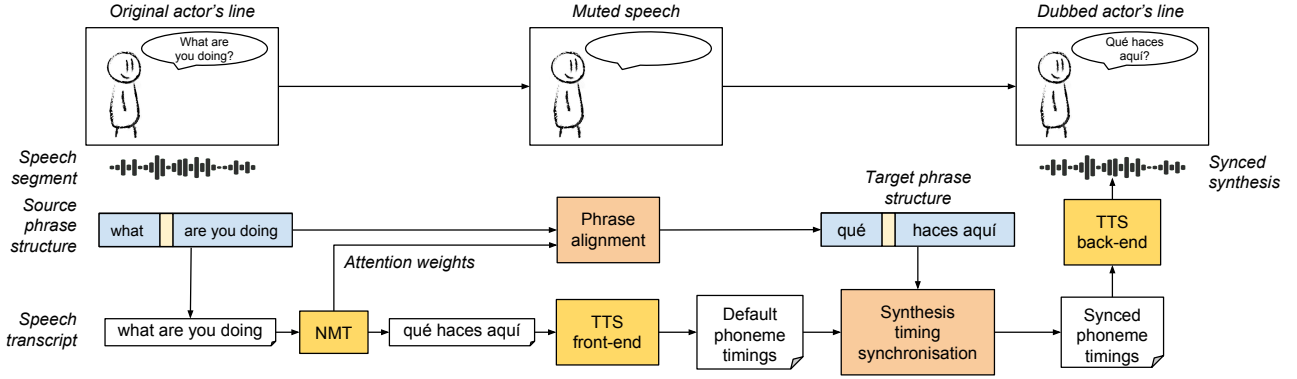 Original actor's line
Muted speech
Dubbed actor's line
What are
you doing?
Qué haces
aquí?
Speech
segment
Synced
synthesis
Source
phrase
structure
what
are you doing
Phrase
alignment
Target phrase
structure
qué
haces aquí
TTS
back-end
Attention weights
Speech
transcript
what are you doing
NMT
qué haces aquí
TTS
front-end
Default
phoneme
timings
Synthesis
timing
synchronisation
Synced
phoneme
timings